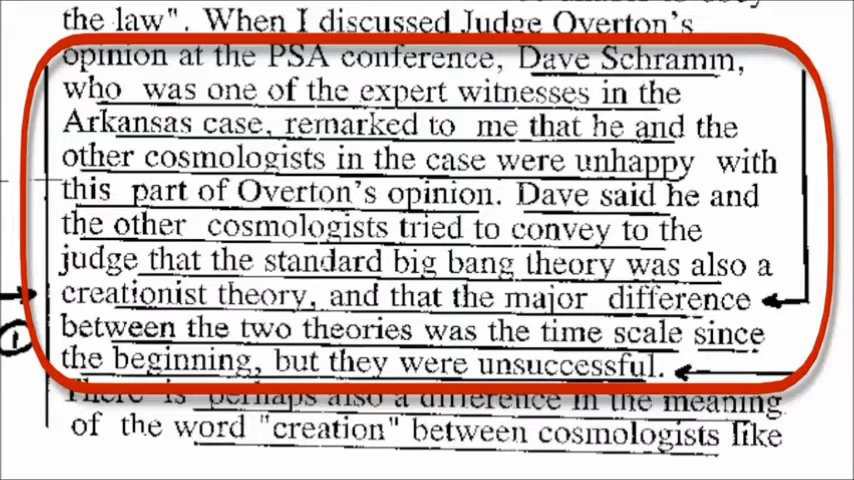 the law". When I discussed Judge Overton's
opinion at the PSA conference, Dave Schramm,
who was one of the expert witnesses in the
Arkansas case, remarked to me that he and the
other cosmologists in the case were unhappy with
this part of Overton's opinion. Dave said he and
the other cosmologists tried to convey to the
judge that the standard big bang theory was also a
creationist theory, and that the major difference
between the two theories was the time scale since
the beginning, but they were unsuccessful.
There is perhaps also a difference in the meaning
of the word "creation" between cosmologists like
1